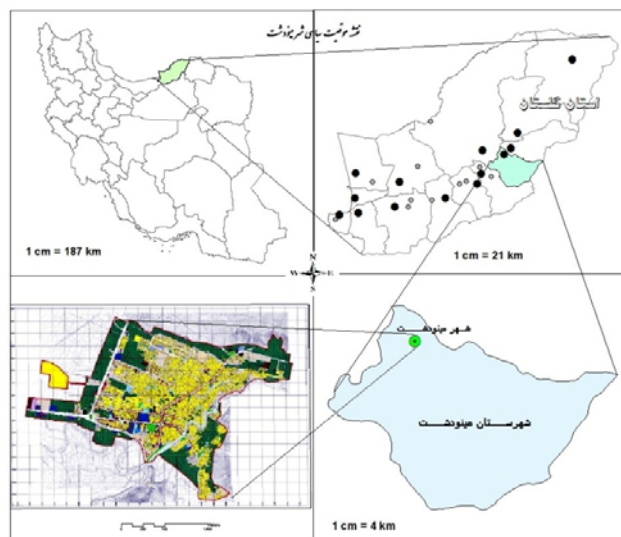 نقشه موقعیت سیاسی شهر مینودشت
استان گلستان
1 cm = 187 km
1 cm = 21 km
N
W E
S
شهر مینودشت
شهرستان مینودشت
1 cm = 4 km